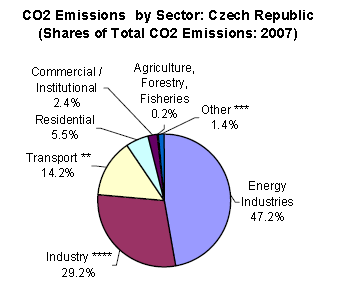 CO2 Emissions by Sector: Czech Republic
(Shares of Total CO2 Emissions: 2007)
Commercial /
Institutional
2.4%
Agriculture,
Forestry,
Fisheries
0.2%
Other ***
1.4%
Residential
5.5%
Transport **
14.2%
Energy
Industries
47.2%
Industry ****
29.2%